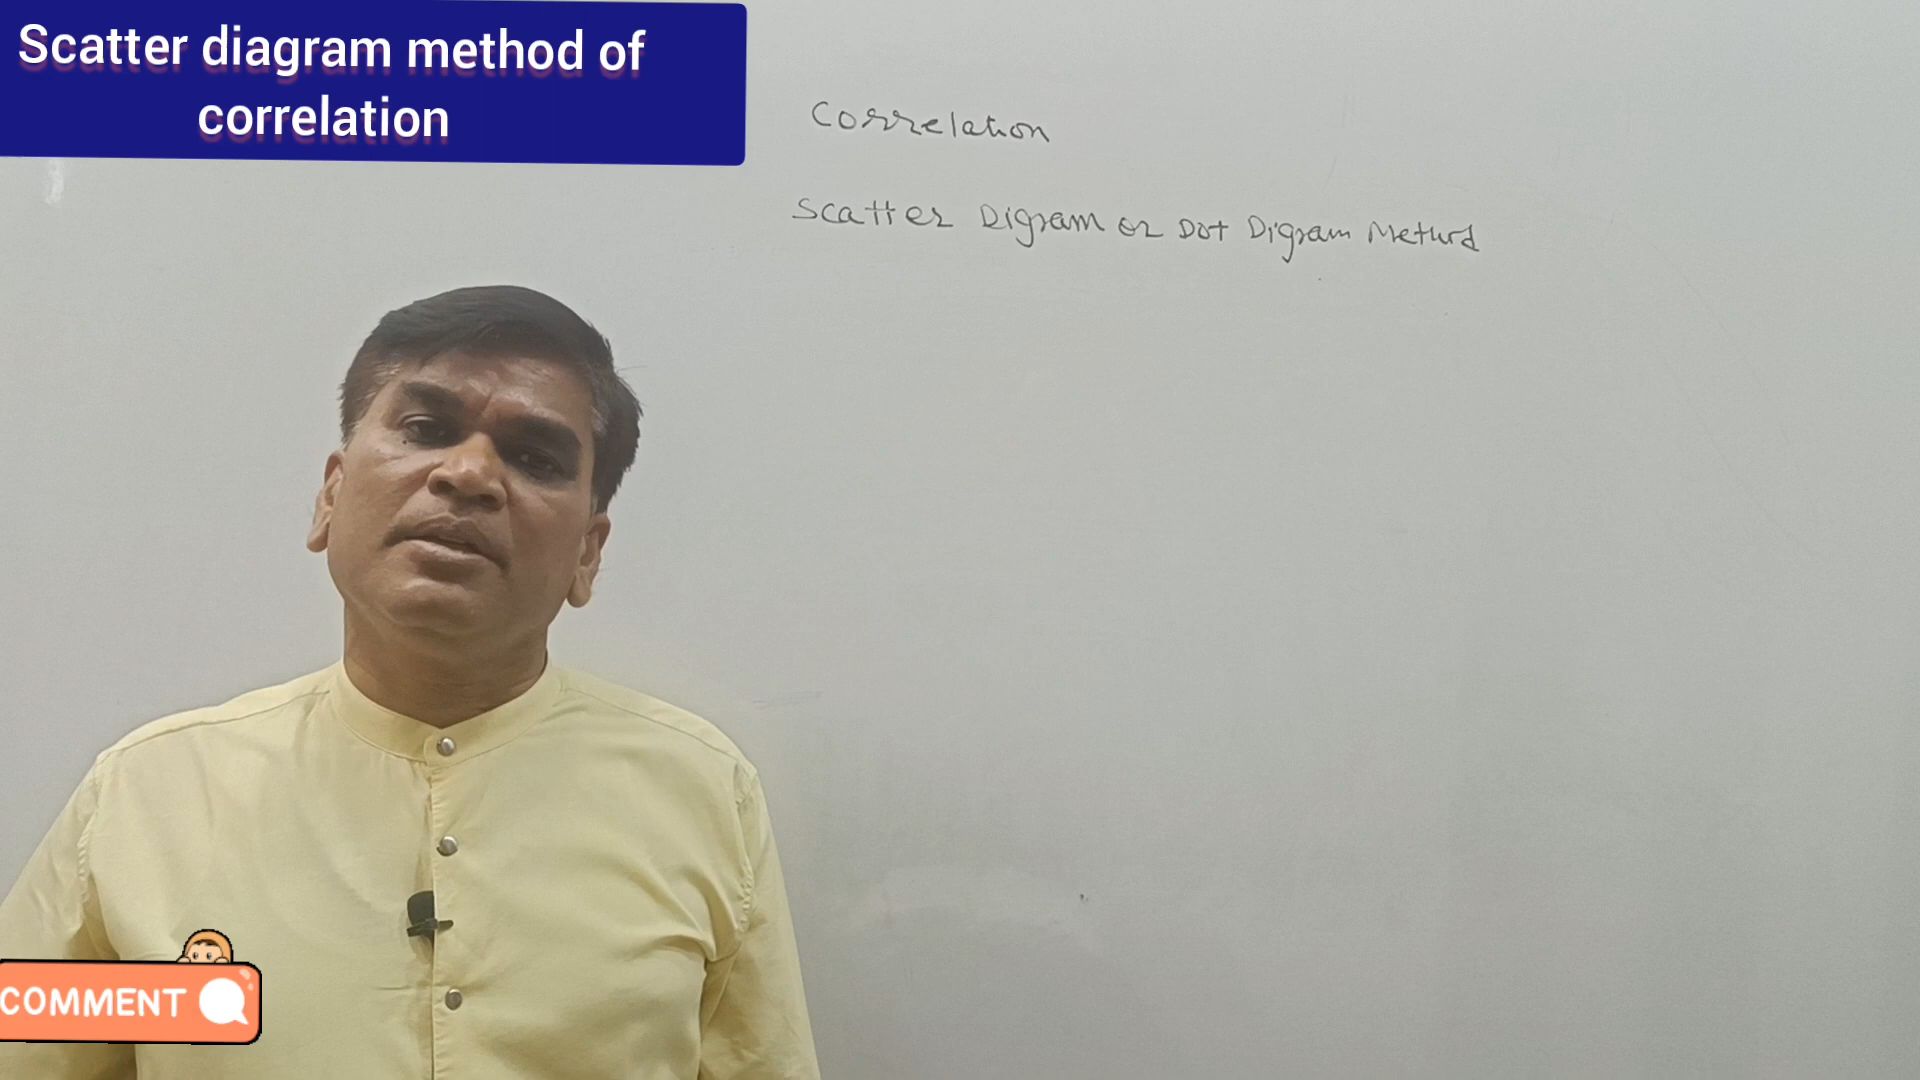 Scatter diagram method of
correlation
Correlation
Scatter Digram or Dot Digram Method
COMMENT